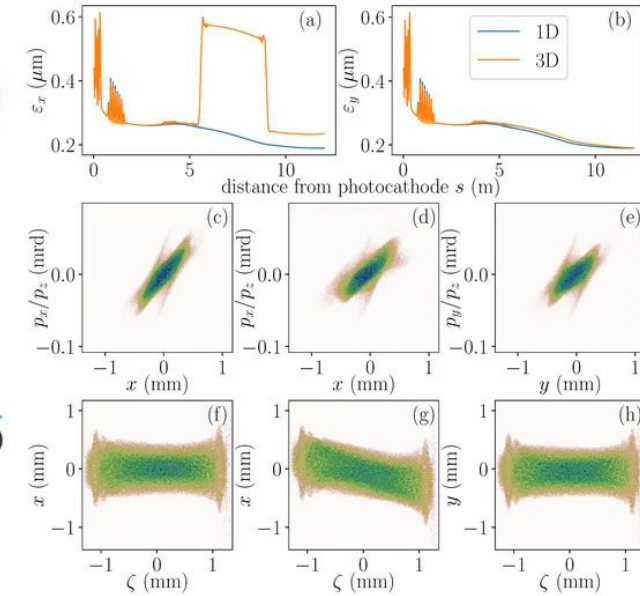 0.6
0.4
0.2
εx (µm)
(a)
0 5 10
0.6
0.4
0.2
εy (µm)
1D
3D
(b)
0 5 10
distance from photocathode s (m)
(c)
px/pz (mrd)
0.0
−0.1
−1 0 1
x (mm)
(d)
px/pz (mrd)
0.0
−0.1
−1 0 1
x (mm)
(e)
py/pz (mrd)
0.0
−0.1
−1 0 1
y (mm)
(f)
x (mm)
1
0
−1
−1 0 1
ζ (mm)
(g)
x (mm)
1
0
−1
−1 0 1
ζ (mm)
(h)
y (mm)
1
0
−1
−1 0 1
ζ (mm)